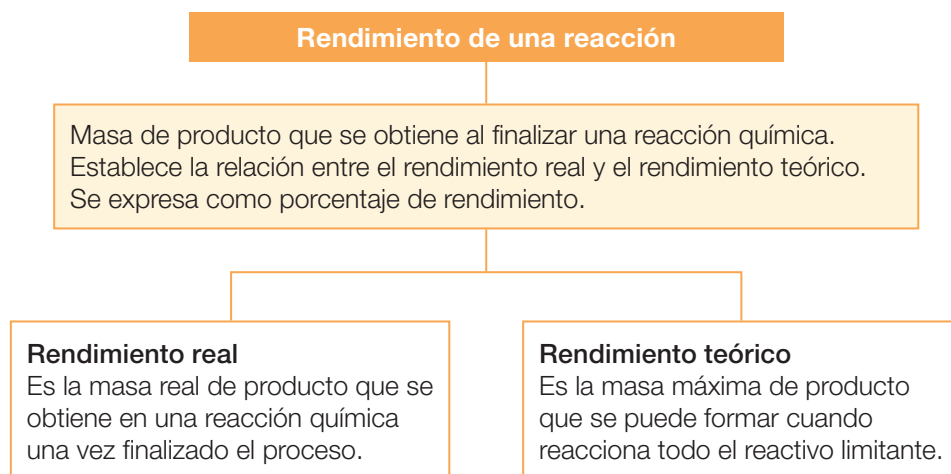 Rendimiento de una reacción
Masa de producto que se obtiene al finalizar una reacción química.
Establece la relación entre el rendimiento real y el rendimiento teórico.
Se expresa como porcentaje de rendimiento.
Rendimiento real
Es la masa real de producto que se
obtiene en una reacción química
una vez finalizado el proceso.
Rendimiento teórico
Es la masa máxima de producto
que se puede formar cuando
reacciona todo el reactivo limitante.